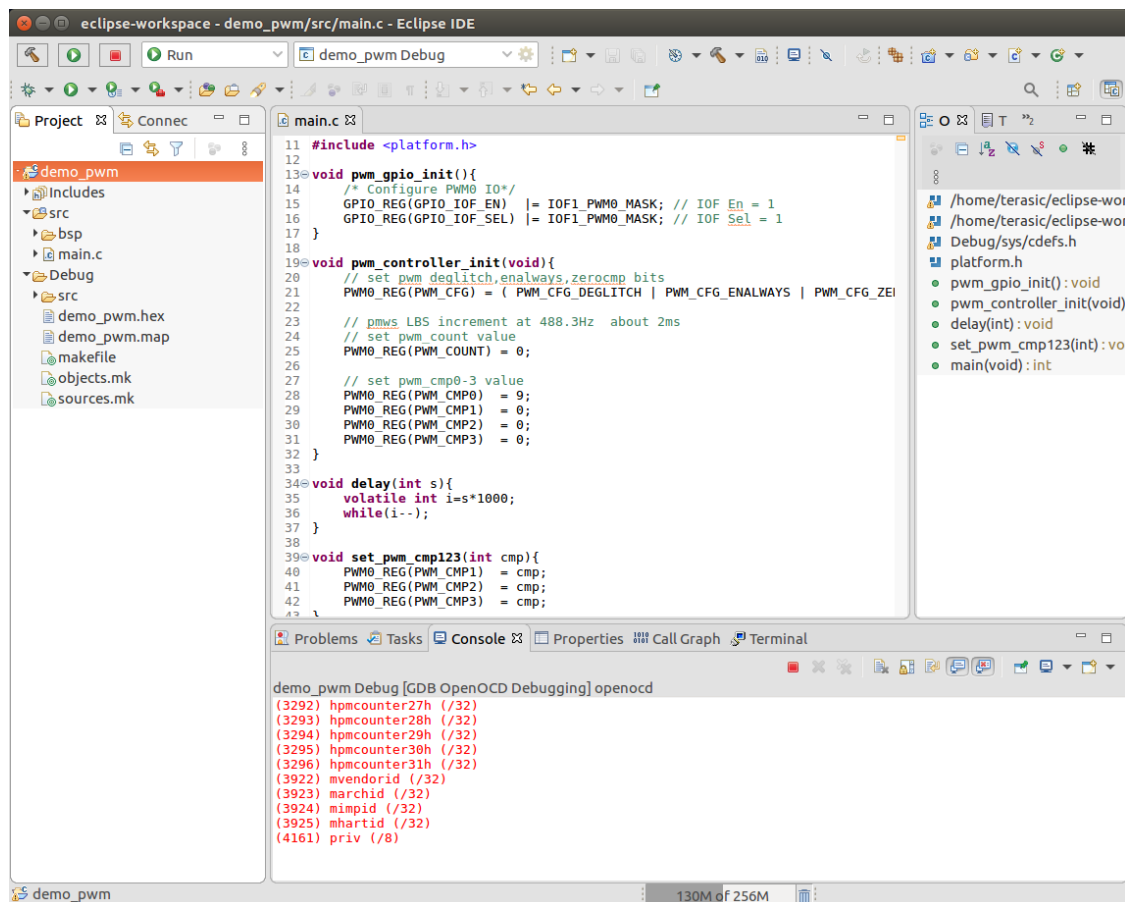 eclipse-workspace - demo_pwm/src/main.c - Eclipse IDE
Run
demo_pwm Debug
Project
Connec
demo_pwm
Includes
src
bsp
main.c
Debug
src
demo_pwm.hex
demo_pwm.map
makefile
objects.mk
sources.mk
main.c
11 #include <platform.h>
12
13 void pwm_gpio_init(){
14 /* Configure PWM0 IO*/
15 GPIO_REG(GPIO_IOF_EN) |= IOF1_PWM0_MASK; // IOF En = 1
16 GPIO_REG(GPIO_IOF_SEL) |= IOF1_PWM0_MASK; // IOF Sel = 1
17 }
18
19 void pwm_controller_init(void){
20 // set pwm deglitch,enalways,zerocmp bits
21 PWM0_REG(PWM_CFG) = ( PWM_CFG_DEGLITCH | PWM_CFG_ENALWAYS | PWM_CFG_ZE
22
23 // pmws LBS increment at 488.3Hz about 2ms
24 // set pwm_count value
25 PWM0_REG(PWM_COUNT) = 0;
26
27 // set pwm_cmp0-3 value
28 PWM0_REG(PWM_CMP0) = 9;
29 PWM0_REG(PWM_CMP1) = 0;
30 PWM0_REG(PWM_CMP2) = 0;
31 PWM0_REG(PWM_CMP3) = 0;
32 }
33
34 void delay(int s){
35 volatile int i=s*1000;
36 while(i--);
37 }
38
39 void set_pwm_cmp123(int cmp){
40 PWM0_REG(PWM_CMP1) = cmp;
41 PWM0_REG(PWM_CMP2) = cmp;
42 PWM0_REG(PWM_CMP3) = cmp;
43 }
O
T
»2
/home/terasic/eclipse-wor
/home/terasic/eclipse-wor
Debug/sys/cdefs.h
platform.h
pwm_gpio_init() : void
pwm_controller_init(void)
delay(int) : void
set_pwm_cmp123(int) : vo
main(void) : int
Problems Tasks Console Properties Call Graph Terminal
demo_pwm Debug [GDB OpenOCD Debugging] openocd
(3292) hpmcounter27h (/32)
(3293) hpmcounter28h (/32)
(3294) hpmcounter29h (/32)
(3295) hpmcounter30h (/32)
(3296) hpmcounter31h (/32)
(3922) mvendorid (/32)
(3923) marchid (/32)
(3924) mimpid (/32)
(3925) mhartid (/32)
(4161) priv (/8)
demo_pwm
130M of 256M